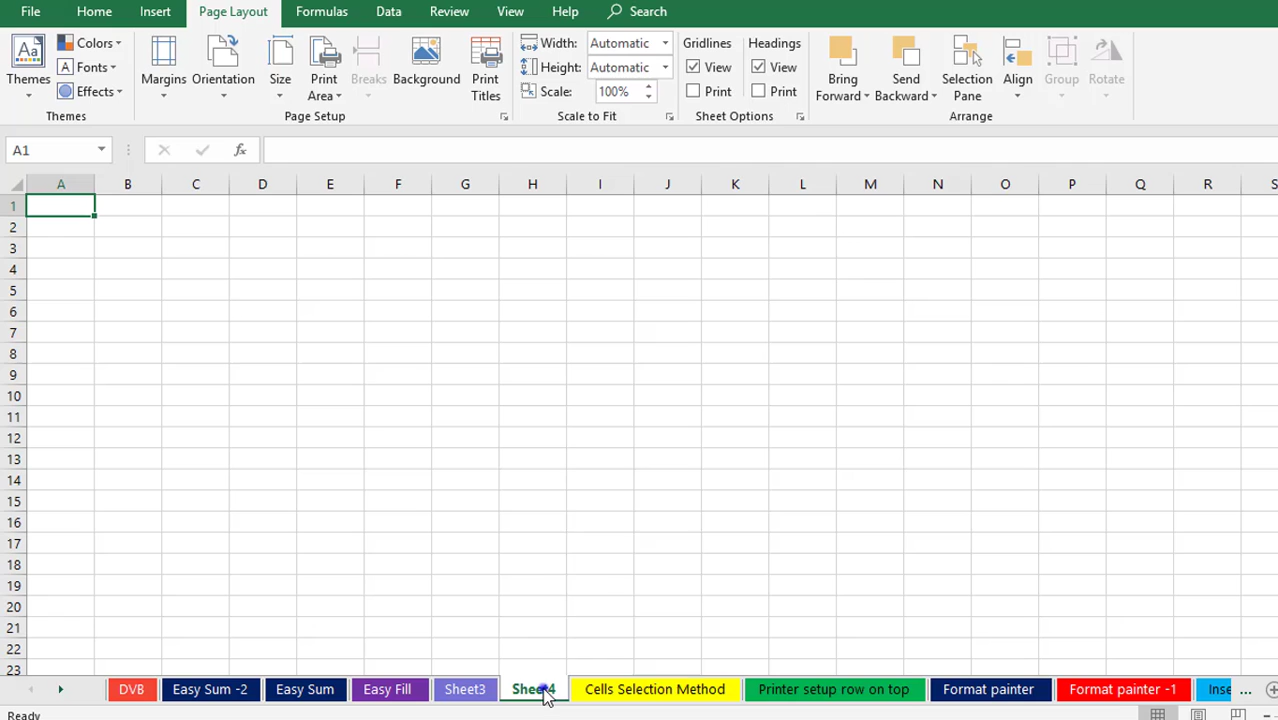 File Home Insert Page Layout Formulas Data Review View Help Search
Colors Width: Automatic Gridlines Headings
Fonts Height: Automatic View View
Themes Effects Margins Orientation Size Print Area Breaks Background Print Titles Scale: 100% Print Print Bring Forward Send Backward Selection Pane Align Group Rotate
Themes Page Setup Scale to Fit Sheet Options Arrange
A1 fx
A B C D E F G H I J K L M N O P Q R S
1
2
3
4
5
6
7
8
9
10
11
12
13
14
15
16
17
18
19
20
21
22
23
DVB Easy Sum -2 Easy Sum Easy Fill Sheet3 Sheet4 Cells Selection Method Printer setup row on top Format painter Format painter -1 Inse ...
Ready